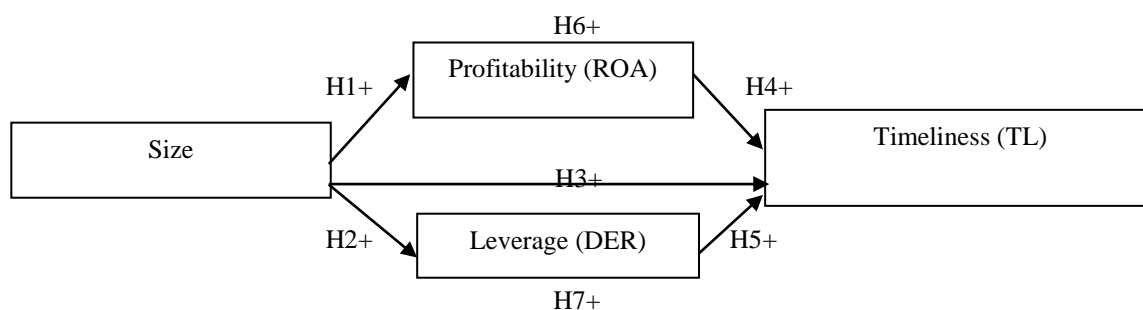 H6+
Profitability (ROA)
H1+
H4+
Size
Timeliness (TL)
H3+
H2+
Leverage (DER)
H5+
H7+